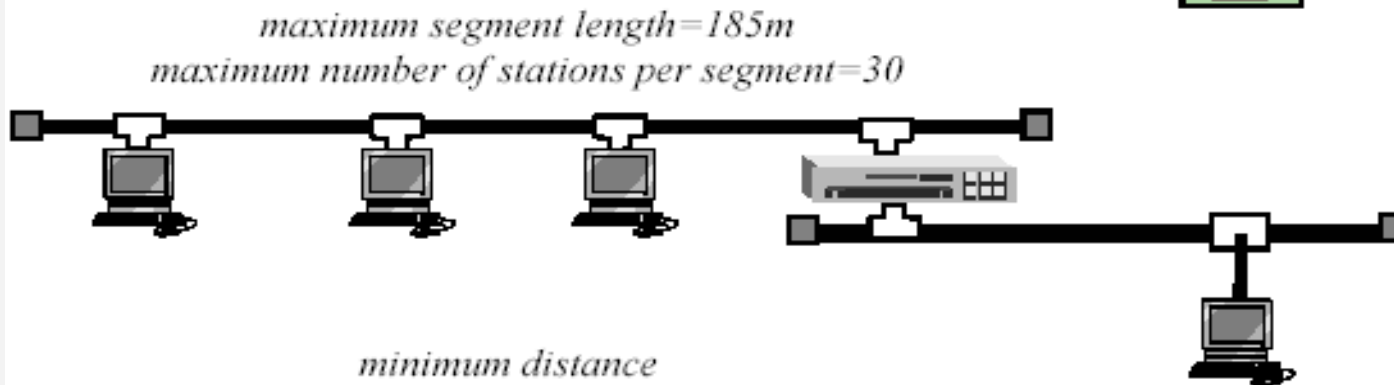 maximum segment length=185m
maximum number of stations per segment=30
minimum distance